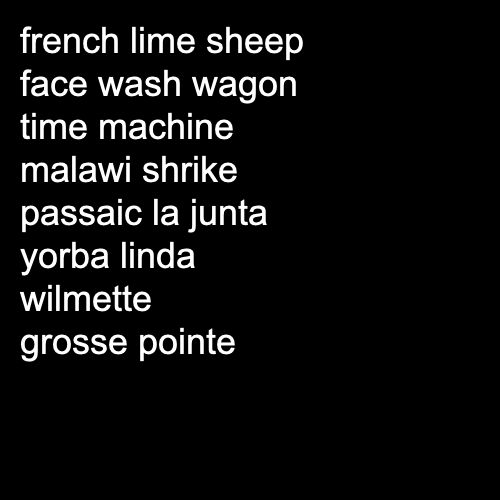 french lime sheep
face wash wagon
time machine
malawi shrike
passaic la junta
yorba linda
wilmette
grosse pointe